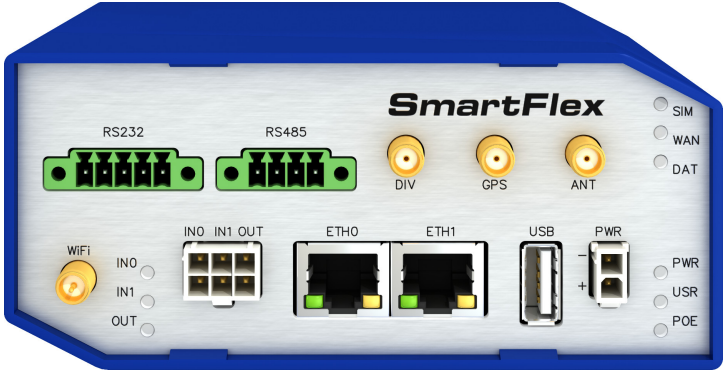 SmartFlex
RS232
RS485
DIV
GPS
ANT
SIM
WAN
DAT
WiFi
IN0
IN1
OUT
IN0 IN1 OUT
ETH0
ETH1
USB
PWR
−
+
PWR
USR
POE